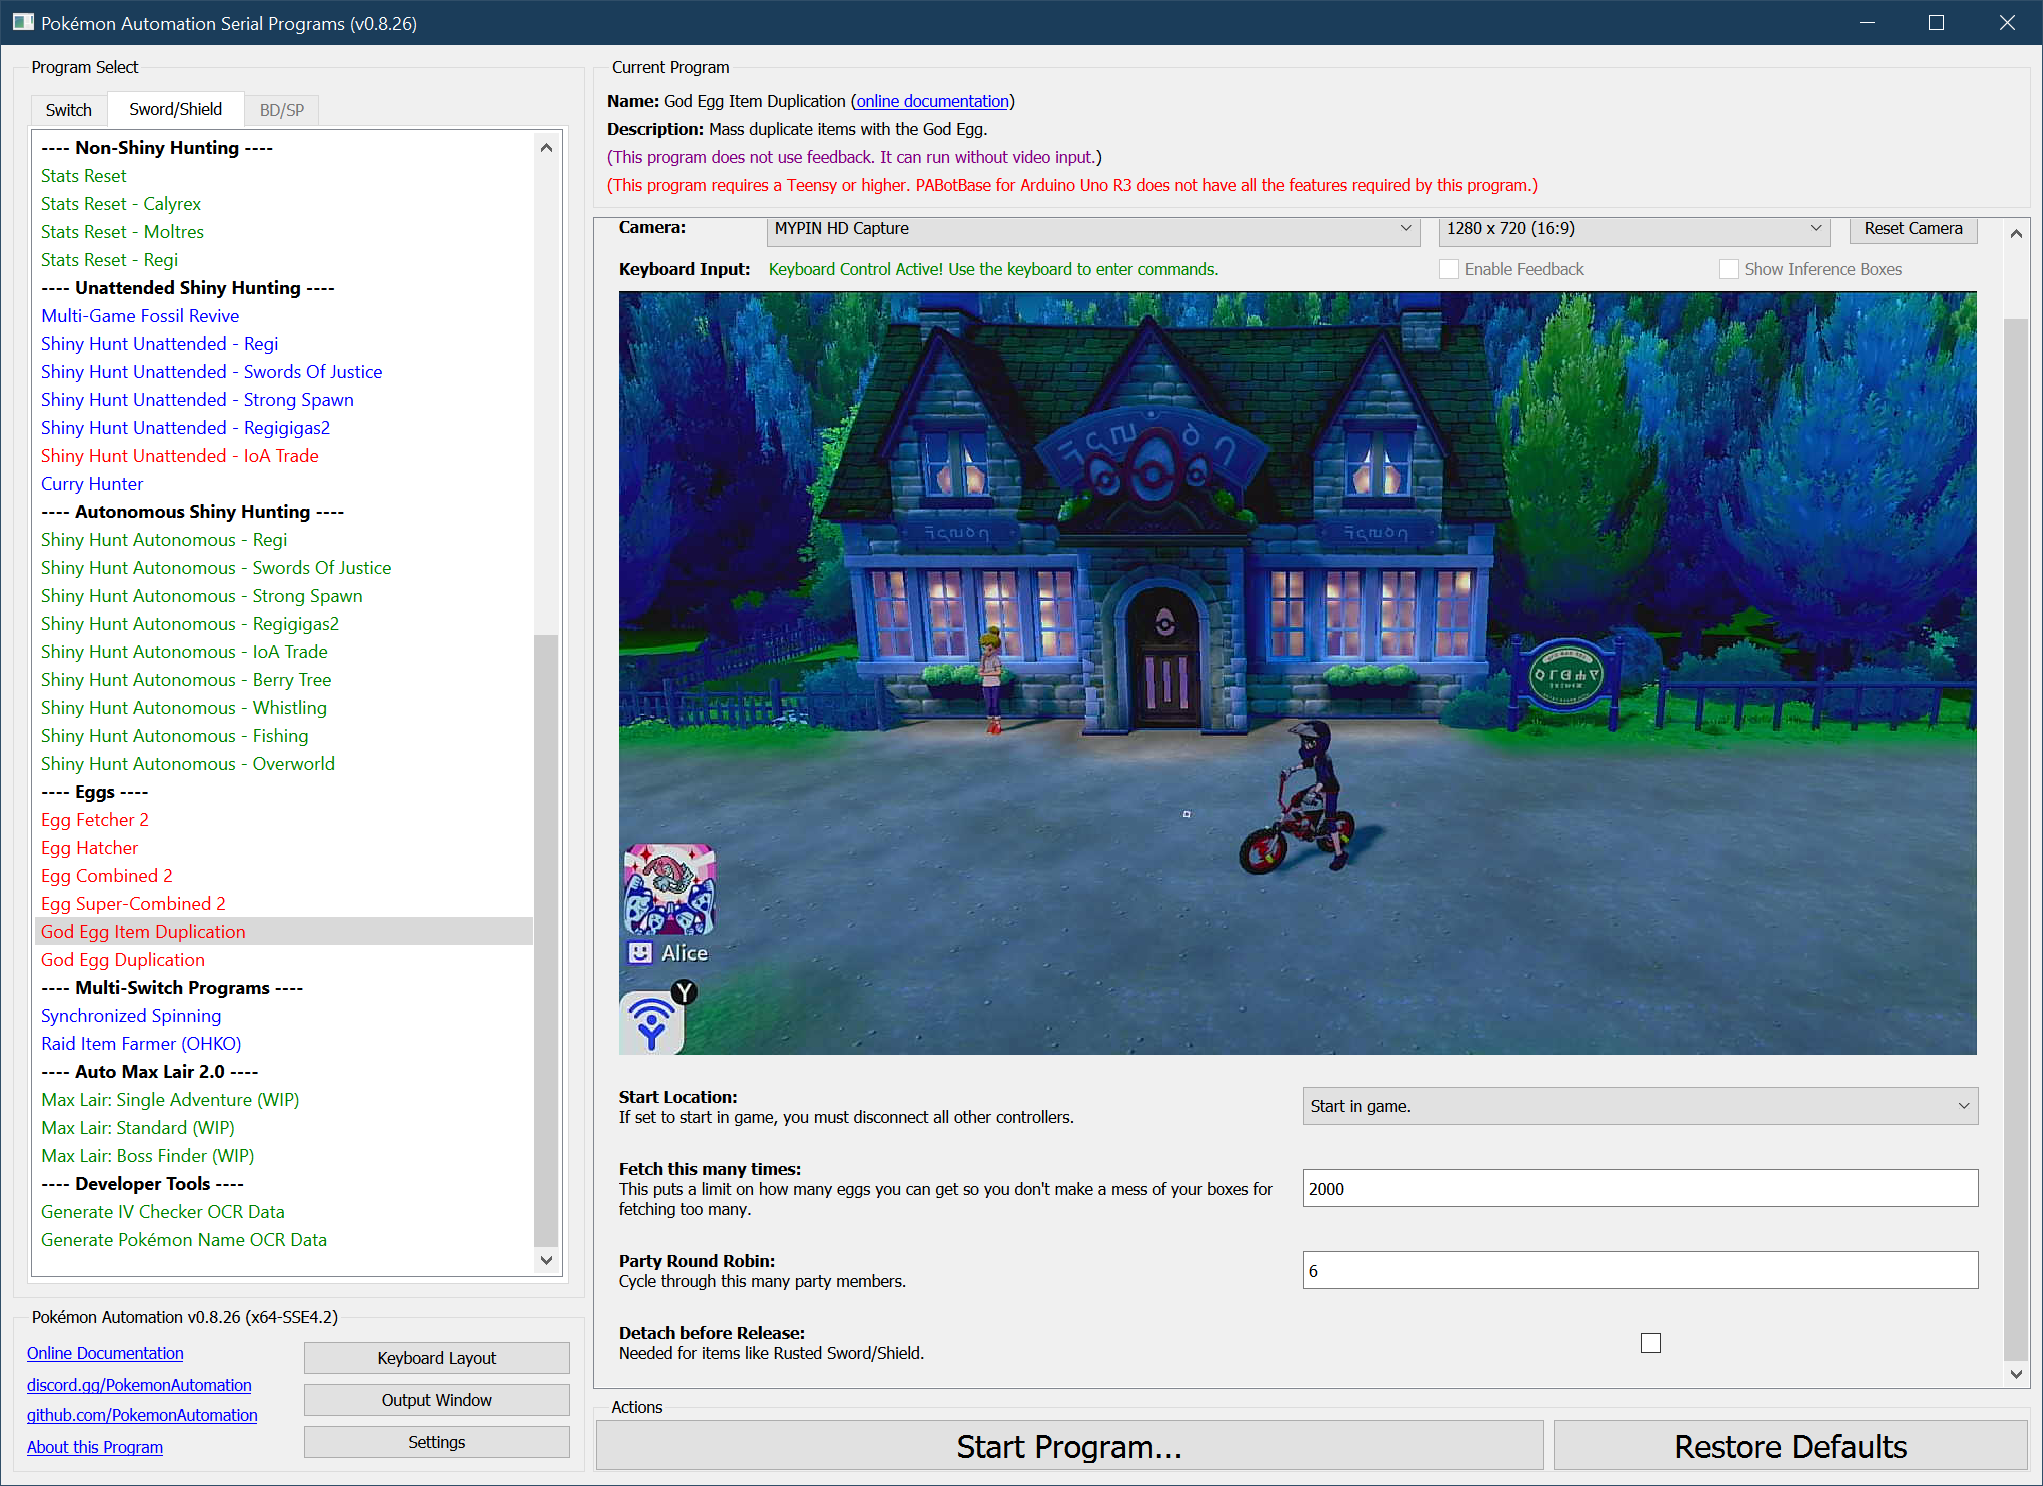 Pokémon Automation Serial Programs (v0.8.26)
Program Select
Switch
Sword/Shield
BD/SP
---- Non-Shiny Hunting ----
Stats Reset
Stats Reset - Calyrex
Stats Reset - Moltres
Stats Reset - Regi
---- Unattended Shiny Hunting ----
Multi-Game Fossil Revive
Shiny Hunt Unattended - Regi
Shiny Hunt Unattended - Swords Of Justice
Shiny Hunt Unattended - Strong Spawn
Shiny Hunt Unattended - Regigigas2
Shiny Hunt Unattended - IoA Trade
Curry Hunter
---- Autonomous Shiny Hunting ----
Shiny Hunt Autonomous - Regi
Shiny Hunt Autonomous - Swords Of Justice
Shiny Hunt Autonomous - Strong Spawn
Shiny Hunt Autonomous - Regigigas2
Shiny Hunt Autonomous - IoA Trade
Shiny Hunt Autonomous - Berry Tree
Shiny Hunt Autonomous - Whistling
Shiny Hunt Autonomous - Fishing
Shiny Hunt Autonomous - Overworld
---- Eggs ----
Egg Fetcher 2
Egg Hatcher
Egg Combined 2
Egg Super-Combined 2
God Egg Item Duplication
God Egg Duplication
---- Multi-Switch Programs ----
Synchronized Spinning
Raid Item Farmer (OHKO)
---- Auto Max Lair 2.0 ----
Max Lair: Single Adventure (WIP)
Max Lair: Standard (WIP)
Max Lair: Boss Finder (WIP)
---- Developer Tools ----
Generate IV Checker OCR Data
Generate Pokémon Name OCR Data
Pokémon Automation v0.8.26 (x64-SSE4.2)
Online Documentation
discord.gg/PokemonAutomation
github.com/PokemonAutomation
About this Program
Keyboard Layout
Output Window
Settings
Current Program
Name: God Egg Item Duplication (online documentation)
Description: Mass duplicate items with the God Egg.
(This program does not use feedback. It can run without video input.)
(This program requires a Teensy or higher. PABotBase for Arduino Uno R3 does not have all the features required by this program.)
Camera:
MYPIN HD Capture
1280 x 720 (16:9)
Reset Camera
Keyboard Input:
Keyboard Control Active! Use the keyboard to enter commands.
Enable Feedback
Show Inference Boxes
Alice
Y
Start Location:
If set to start in game, you must disconnect all other controllers.
Start in game.
Fetch this many times:
This puts a limit on how many eggs you can get so you don't make a mess of your boxes for
fetching too many.
2000
Party Round Robin:
Cycle through this many party members.
6
Detach before Release:
Needed for items like Rusted Sword/Shield.
Actions
Start Program...
Restore Defaults